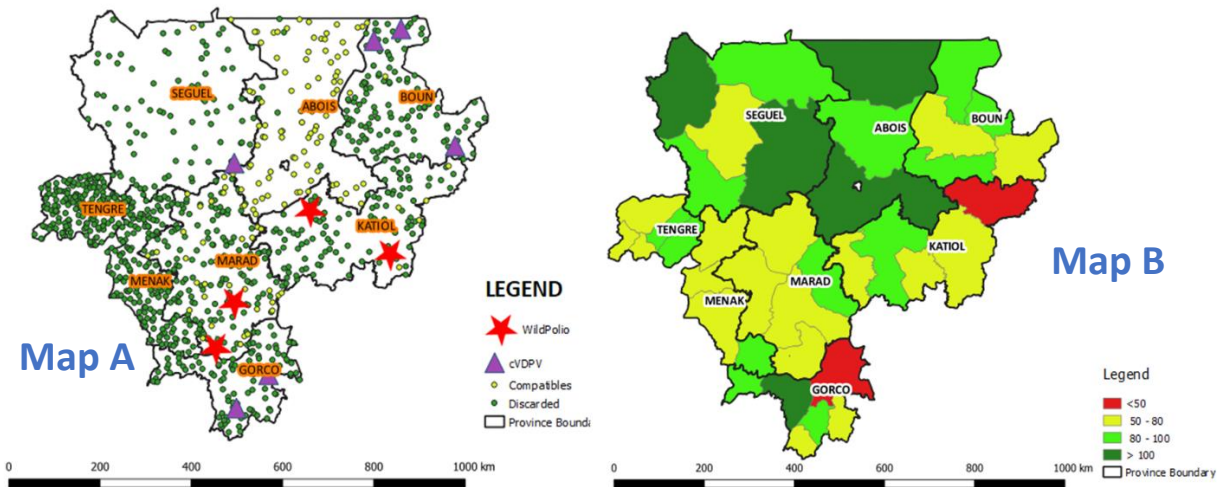 SEGUEL
ABOIS
BOUN
TENGRE
KATIOL
MARAD
MENAK
GORCO
Map A
LEGEND
WildPolio
cVDPV
Compatibles
Discarded
Province Bounda
0 200 400 600 800 1000 km
SEGUEL
ABOIS
BOUN
TENGRE
KATIOL
MENAK
MARAD
GORCO
Map B
Legend
<50
50 - 80
80 - 100
> 100
Province Boundary
0 200 400 600 800 1000 km